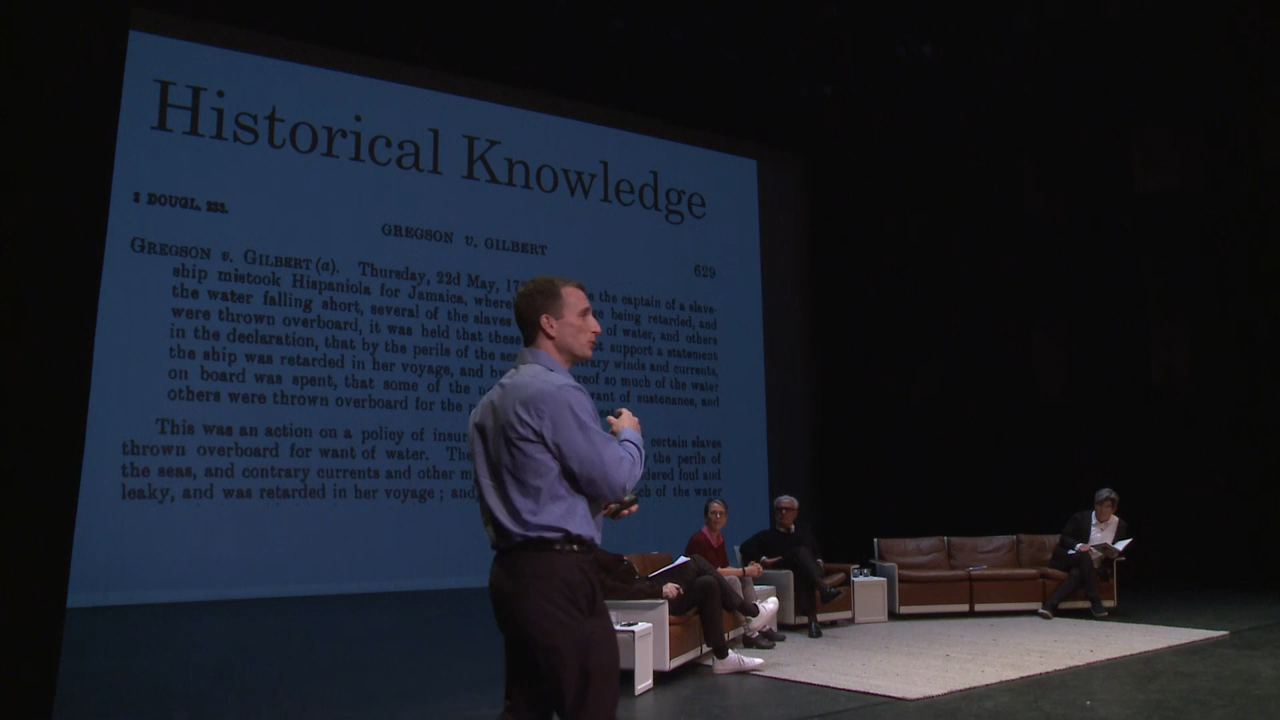 Historical Knowledge
2 DOUGL. 232.
GREGSON v. GILBERT
629
GREGSON v. GILBERT (a). Thursday, 22d May, the captain of a slave-
ship mistook Hispaniola for Jamaica, being retarded, and
the water falling short, several of the slaves of water, and others
were thrown overboard, it was held that support a statement
in the declaration, that by the perils of the winds and currents,
the ship was retarded in her voyage, and so much of the water
on board was spent, that some of the want of sustenance, and
others were thrown overboard for the
This was an action on a policy of certain slaves
thrown overboard for want of water. the perils of
the seas, and contrary currents and other foul and
leaky, and was retarded in her voyage ; and of the water